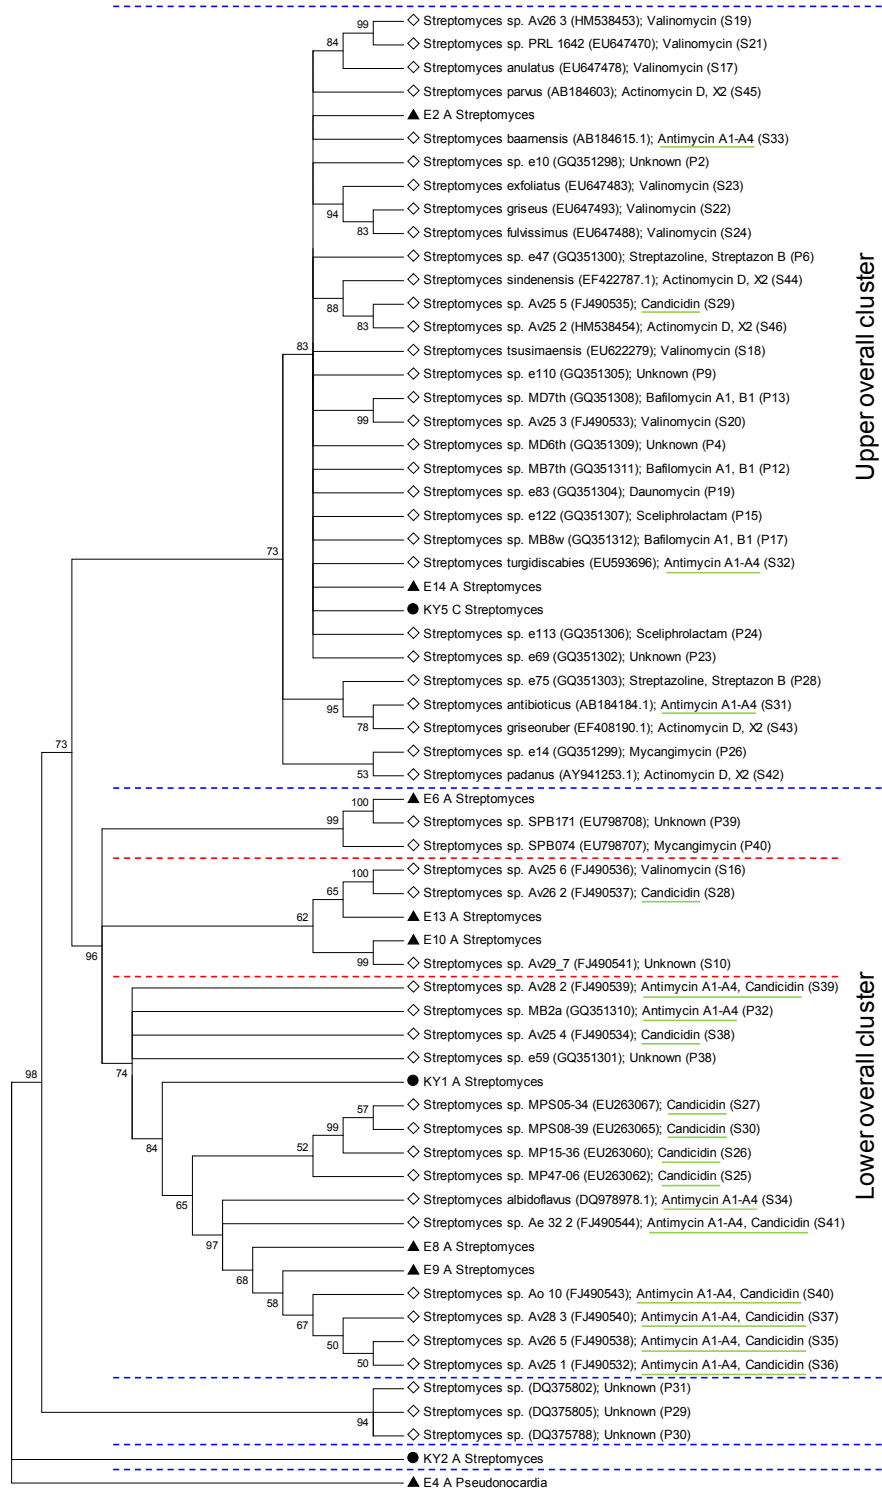 99
Streptomyces sp. Av26 3 (HM538453); Valinomycin (S19)
84
Streptomyces sp. PRL 1642 (EU647470); Valinomycin (S21)
Streptomyces anulatus (EU647478); Valinomycin (S17)
Streptomyces parvus (AB184603); Actinomycin D, X2 (S45)
E2 A Streptomyces
Streptomyces baarnensis (AB184615.1); Antimycin A1-A4 (S33)
Streptomyces sp. e10 (GQ351298); Unknown (P2)
Streptomyces exfoliatus (EU647483); Valinomycin (S23)
94
Streptomyces griseus (EU647493); Valinomycin (S22)
83
Streptomyces fulvissimus (EU647488); Valinomycin (S24)
Streptomyces sp. e47 (GQ351300); Streptazoline, Streptazon B (P6)
Streptomyces sindenensis (EF422787.1); Actinomycin D, X2 (S44)
88
Streptomyces sp. Av25 5 (FJ490535); Candicidin (S29)
83
Streptomyces sp. Av25 2 (HM538454); Actinomycin D, X2 (S46)
83
Streptomyces tsusimaensis (EU622279); Valinomycin (S18)
Streptomyces sp. e110 (GQ351305); Unknown (P9)
Streptomyces sp. MD7th (GQ351308); Bafilomycin A1, B1 (P13)
99
Streptomyces sp. Av25 3 (FJ490533); Valinomycin (S20)
Streptomyces sp. MD6th (GQ351309); Unknown (P4)
Streptomyces sp. MB7th (GQ351311); Bafilomycin A1, B1 (P12)
Streptomyces sp. e83 (GQ351304); Daunomycin (P19)
Streptomyces sp. e122 (GQ351307); Sceliphrolactam (P15)
Streptomyces sp. MB8w (GQ351312); Bafilomycin A1, B1 (P17)
73
Streptomyces turgidiscabies (EU593696); Antimycin A1-A4 (S32)
E14 A Streptomyces
KY5 C Streptomyces
Streptomyces sp. e113 (GQ351306); Sceliphrolactam (P24)
Streptomyces sp. e69 (GQ351302); Unknown (P23)
Streptomyces sp. e75 (GQ351303); Streptazoline, Streptazon B (P28)
95
Streptomyces antibioticus (AB184184.1); Antimycin A1-A4 (S31)
78
Streptomyces griseoruber (EF408190.1); Actinomycin D, X2 (S43)
73
Streptomyces sp. e14 (GQ351299); Mycangimycin (P26)
53
Streptomyces padanus (AY941253.1); Actinomycin D, X2 (S42)
Upper overall cluster
100
E6 A Streptomyces
99
Streptomyces sp. SPB171 (EU798708); Unknown (P39)
Streptomyces sp. SPB074 (EU798707); Mycangimycin (P40)
100
Streptomyces sp. Av25 6 (FJ490536); Valinomycin (S16)
65
Streptomyces sp. Av26 2 (FJ490537); Candicidin (S28)
62
E13 A Streptomyces
E10 A Streptomyces
96
99
Streptomyces sp. Av29_7 (FJ490541); Unknown (S10)
Streptomyces sp. Av28 2 (FJ490539); Antimycin A1-A4, Candicidin (S39)
Streptomyces sp. MB2a (GQ351310); Antimycin A1-A4 (P32)
Streptomyces sp. Av25 4 (FJ490534); Candicidin (S38)
Streptomyces sp. e59 (GQ351301); Unknown (P38)
98
74
KY1 A Streptomyces
Streptomyces sp. MPS05-34 (EU263067); Candicidin (S27)
57
99
Streptomyces sp. MPS08-39 (EU263065); Candicidin (S30)
84
52
Streptomyces sp. MP15-36 (EU263060); Candicidin (S26)
Streptomyces sp. MP47-06 (EU263062); Candicidin (S25)
65
Streptomyces albidoflavus (DQ978978.1); Antimycin A1-A4 (S34)
Streptomyces sp. Ae 32 2 (FJ490544); Antimycin A1-A4, Candicidin (S41)
97
E8 A Streptomyces
68
E9 A Streptomyces
58
Streptomyces sp. Ao 10 (FJ490543); Antimycin A1-A4, Candicidin (S40)
67
Streptomyces sp. Av28 3 (FJ490540); Antimycin A1-A4, Candicidin (S37)
50
Streptomyces sp. Av26 5 (FJ490538); Antimycin A1-A4, Candicidin (S35)
50
Streptomyces sp. Av25 1 (FJ490532); Antimycin A1-A4, Candicidin (S36)
Lower overall cluster
Streptomyces sp. (DQ375802); Unknown (P31)
94
Streptomyces sp. (DQ375805); Unknown (P29)
Streptomyces sp. (DQ375788); Unknown (P30)
KY2 A Streptomyces
E4 A Pseudonocardia